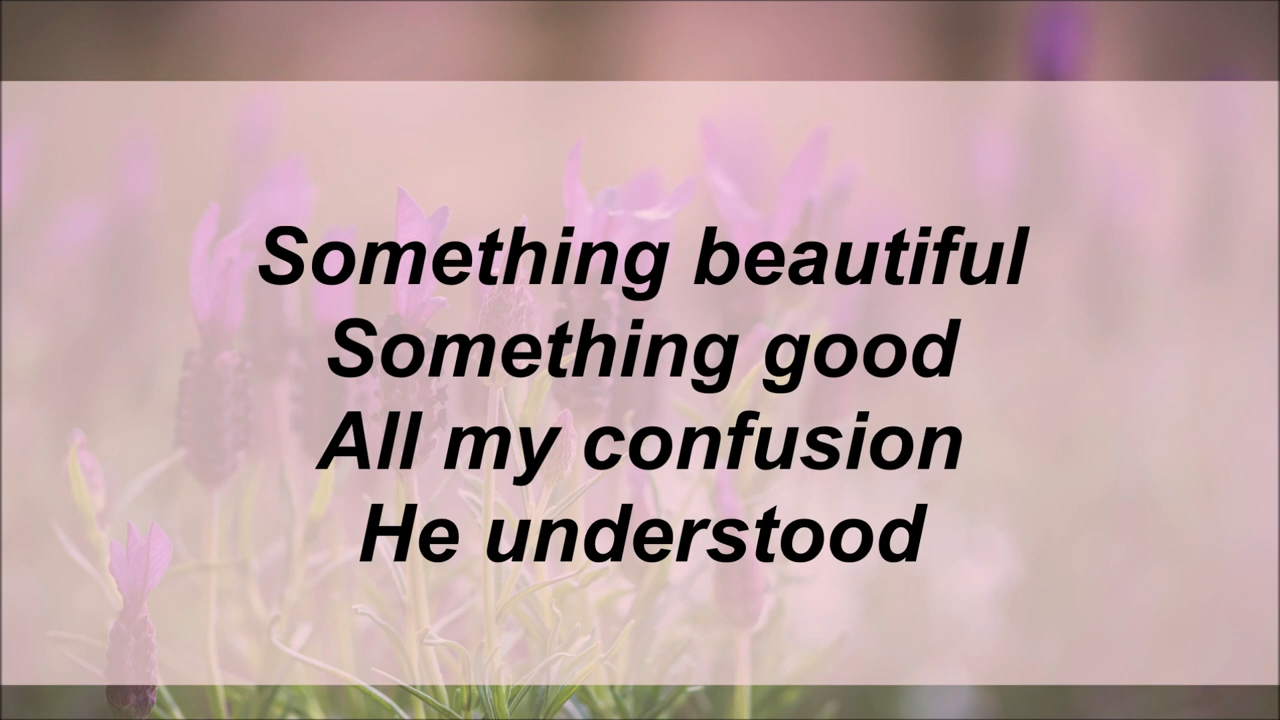 Something beautiful
Something good
All my confusion
He understood